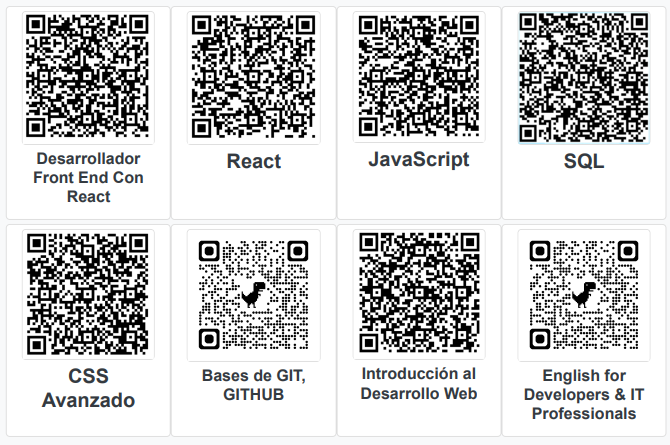 Desarrollador
Front End Con
React
React
JavaScript
SQL
CSS
Avanzado
Bases de GIT,
GITHUB
Introducción al
Desarrollo Web
English for
Developers & IT
Professionals